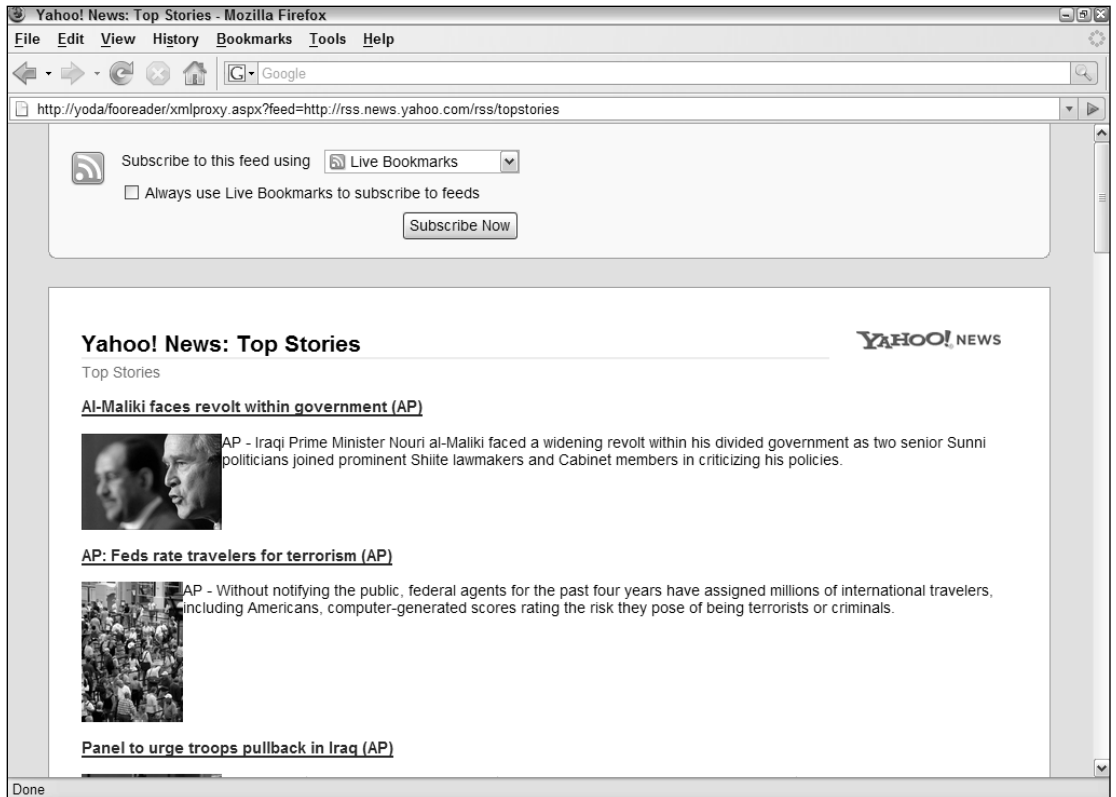 Yahoo! News: Top Stories - Mozilla Firefox
File Edit View History Bookmarks Tools Help
G Google
http://yoda/fooreader/xmlproxy.aspx?feed=http://rss.news.yahoo.com/rss/topstories
Subscribe to this feed using Live Bookmarks
Always use Live Bookmarks to subscribe to feeds
Subscribe Now
Yahoo! News: Top Stories
YAHOO! NEWS
Top Stories
Al-Maliki faces revolt within government (AP)
AP - Iraqi Prime Minister Nouri al-Maliki faced a widening revolt within his divided government as two senior Sunni
politicians joined prominent Shiite lawmakers and Cabinet members in criticizing his policies.
AP: Feds rate travelers for terrorism (AP)
AP - Without notifying the public, federal agents for the past four years have assigned millions of international travelers,
including Americans, computer-generated scores rating the risk they pose of being terrorists or criminals.
Panel to urge troops pullback in Iraq (AP)
Done